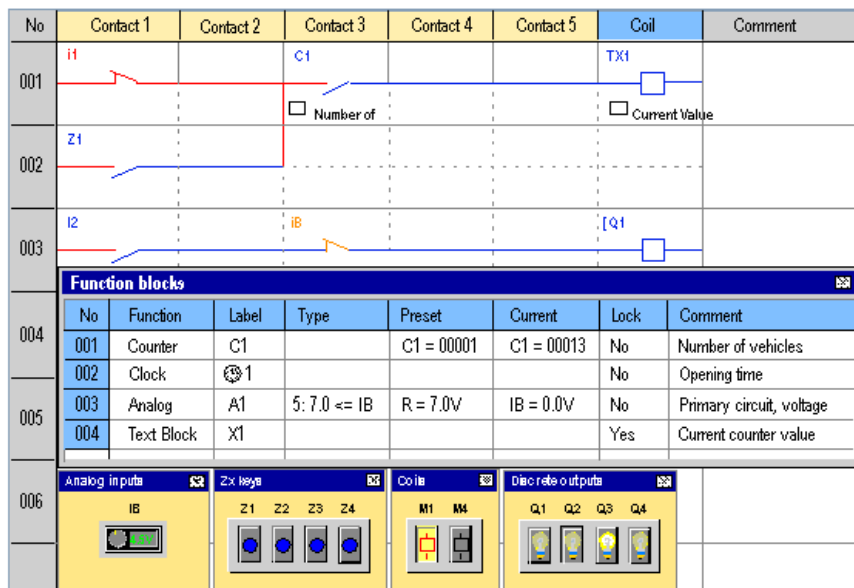 No Contact 1 Contact 2 Contact 3 Contact 4 Contact 5 Coil Comment
i1 C1 TX1
001
Number of Current Value
Z1
002
I2 iB [Q1
003
Function blocks
No Function Label Type Preset Current Lock Comment
001 Counter C1 C1 = 00001 C1 = 00013 No Number of vehicles
002 Clock 1 No Opening time
003 Analog A1 5: 7.0 <= IB R = 7.0V IB = 0.0V No Primary circuit, voltage
004 Text Block X1 Yes Current counter value
004
005
006
Analog inputs Zx keys Coils Discrete outputs
IB Z1 Z2 Z3 Z4 M1 M4 Q1 Q2 Q3 Q4